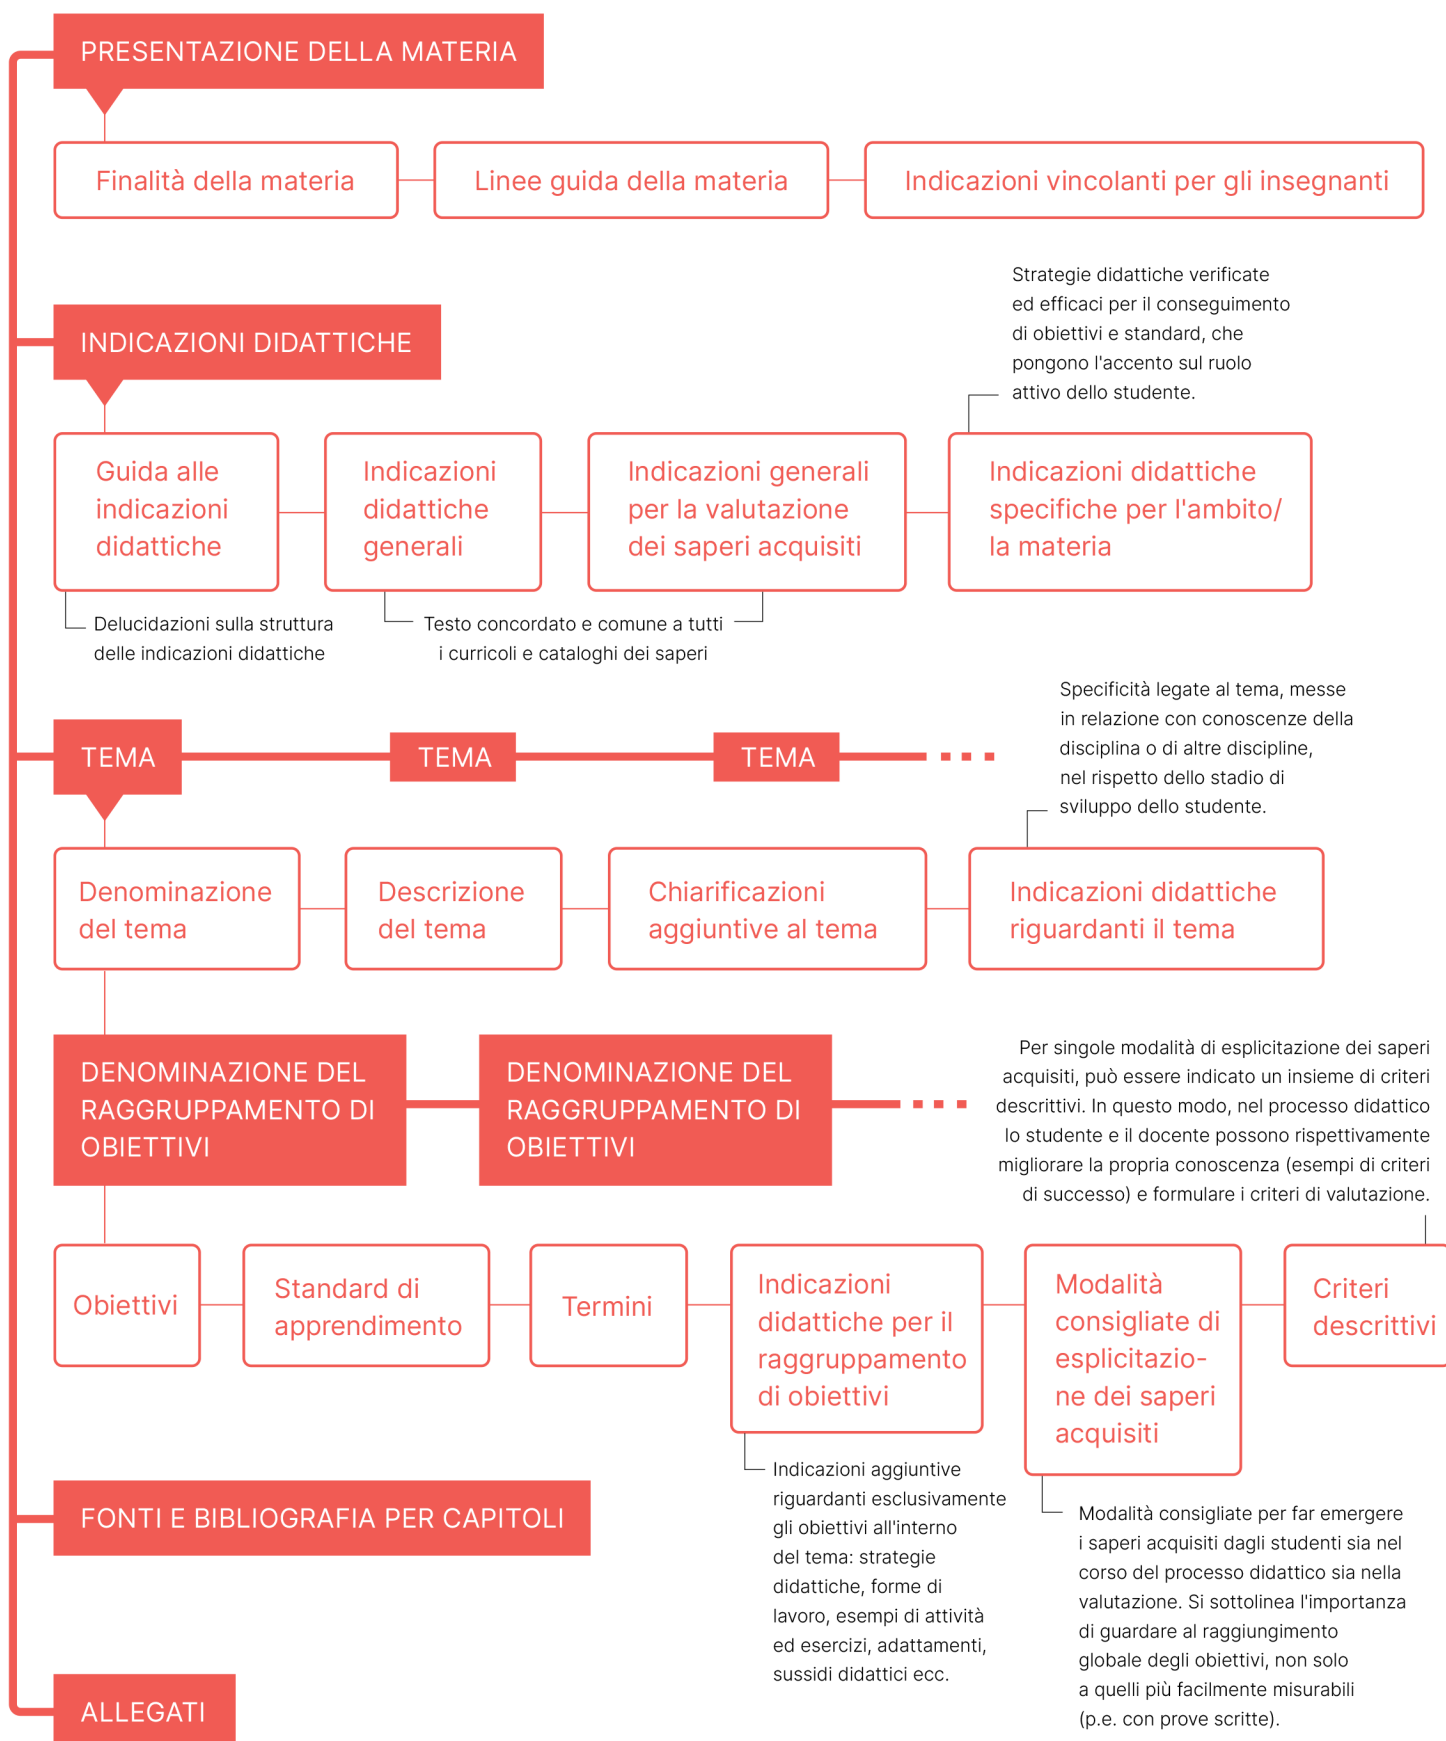 PRESENTAZIONE DELLA MATERIA
Finalità della materia
Linee guida della materia
Indicazioni vincolanti per gli insegnanti
Strategie didattiche verificate
ed efficaci per il conseguimento
di obiettivi e standard, che
pongono l'accento sul ruolo
attivo dello studente.
INDICAZIONI DIDATTICHE
Guida alle
indicazioni
didattiche
Indicazioni
didattiche
generali
Indicazioni generali
per la valutazione
dei saperi acquisiti
Indicazioni didattiche
specifiche per l'ambito/
la materia
Delucidazioni sulla struttura
delle indicazioni didattiche
Testo concordato e comune a tutti
i curricoli e cataloghi dei saperi
Specificità legate al tema, messe
in relazione con conoscenze della
disciplina o di altre discipline,
nel rispetto dello stadio di
sviluppo dello studente.
TEMA
TEMA
TEMA
Denominazione
del tema
Descrizione
del tema
Chiarificazioni
aggiuntive al tema
Indicazioni didattiche
riguardanti il tema
DENOMINAZIONE DEL
RAGGRUPPAMENTO DI
OBIETTIVI
DENOMINAZIONE DEL
RAGGRUPPAMENTO DI
OBIETTIVI
Per singole modalità di esplicitazione dei saperi
acquisiti, può essere indicato un insieme di criteri
descrittivi. In questo modo, nel processo didattico
lo studente e il docente possono rispettivamente
migliorare la propria conoscenza (esempi di criteri
di successo) e formulare i criteri di valutazione.
Obiettivi
Standard di
apprendimento
Termini
Indicazioni
didattiche per il
raggruppamento
di obiettivi
Modalità
consigliate di
esplicitazio-
ne dei saperi
acquisiti
Criteri
descrittivi
Indicazioni aggiuntive
riguardanti esclusivamente
gli obiettivi all'interno
del tema: strategie
didattiche, forme di
lavoro, esempi di attività
ed esercizi, adattamenti,
sussidi didattici ecc.
Modalità consigliate per far emergere
i saperi acquisiti dagli studenti sia nel
corso del processo didattico sia nella
valutazione. Si sottolinea l'importanza
di guardare al raggiungimento
globale degli obiettivi, non solo
a quelli più facilmente misurabili
(p.e. con prove scritte).
FONTI E BIBLIOGRAFIA PER CAPITOLI
ALLEGATI